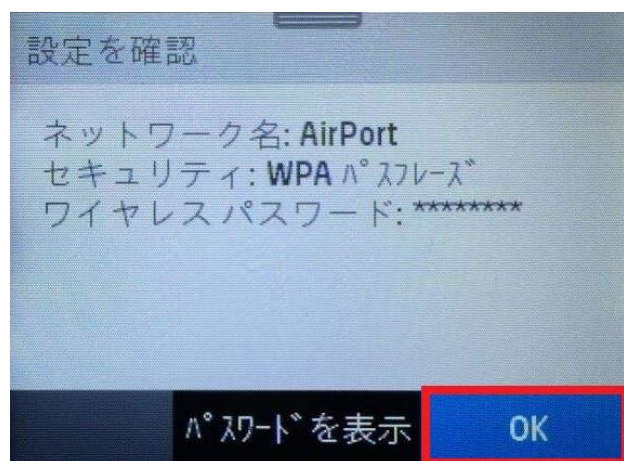 設定を確認
ネットワーク名: AirPort
セキュリティ: WPA ﾊﾟｽﾌﾚｰｽﾞ
ワイヤレス パスワード: ********
ﾊﾟｽﾜｰﾄﾞを表示
OK